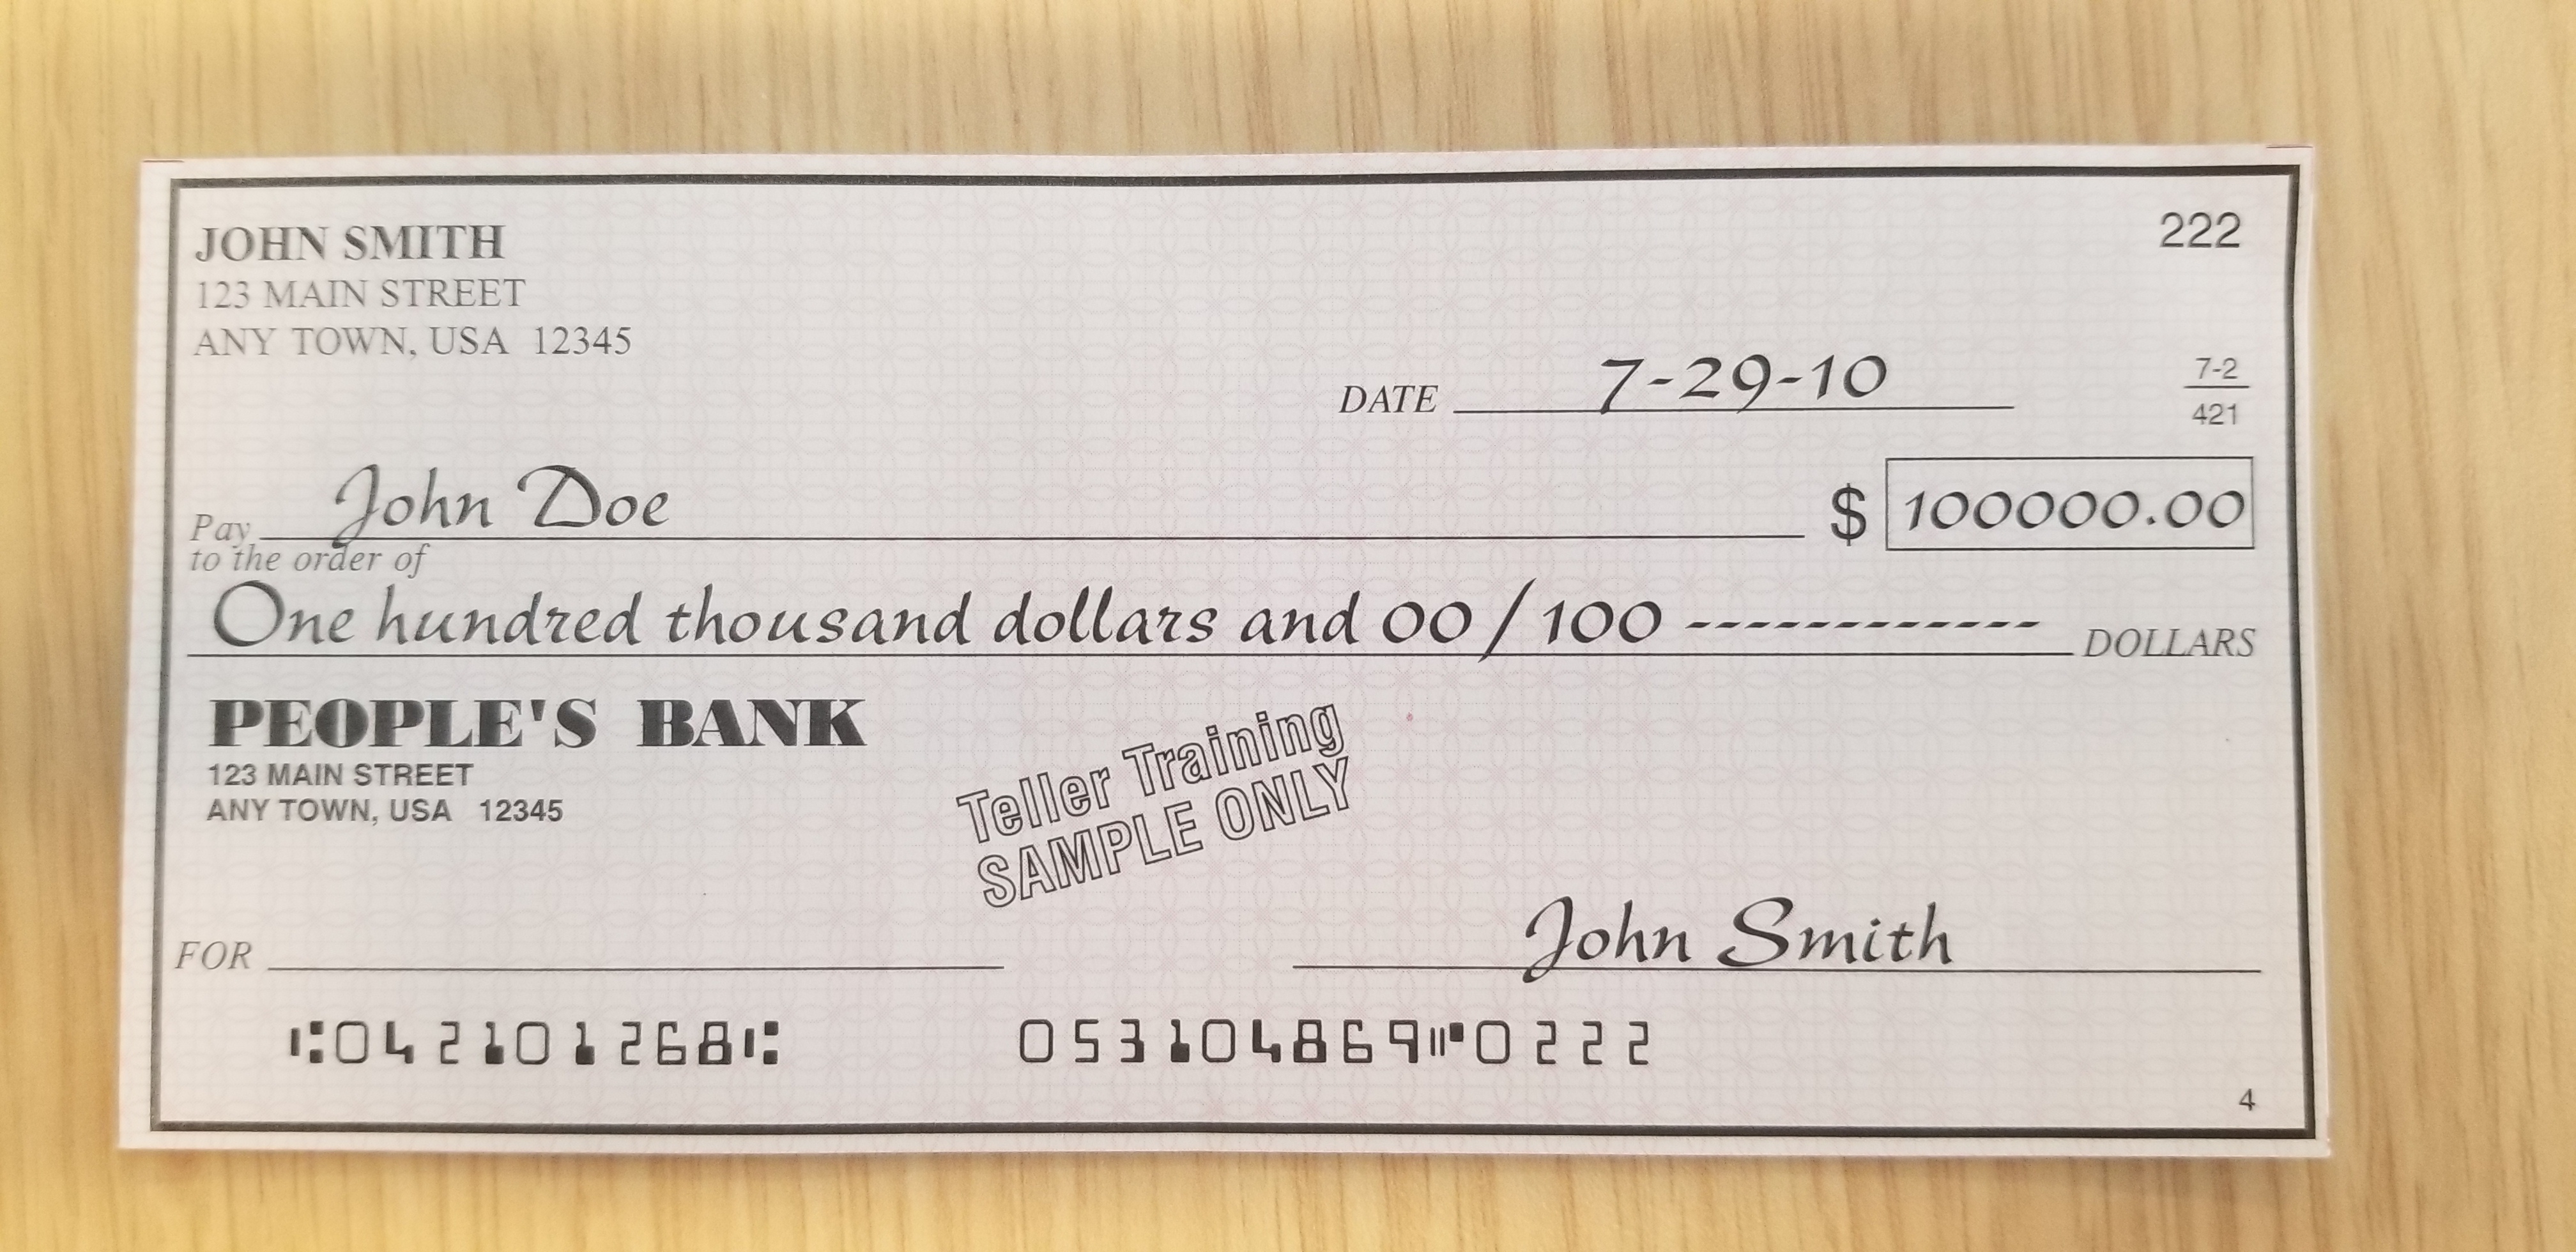 JOHN SMITH
123 MAIN STREET
ANY TOWN, USA 12345
222
DATE 7-29-10
7-2
421
Pay John Doe $ 100000.00
to the order of
One hundred thousand dollars and 00/100 ------------- DOLLARS
PEOPLE'S BANK
123 MAIN STREET
ANY TOWN, USA 12345
Teller Training
SAMPLE ONLY
FOR
John Smith
⑆042101268⑆ 053104869⑈0222
4